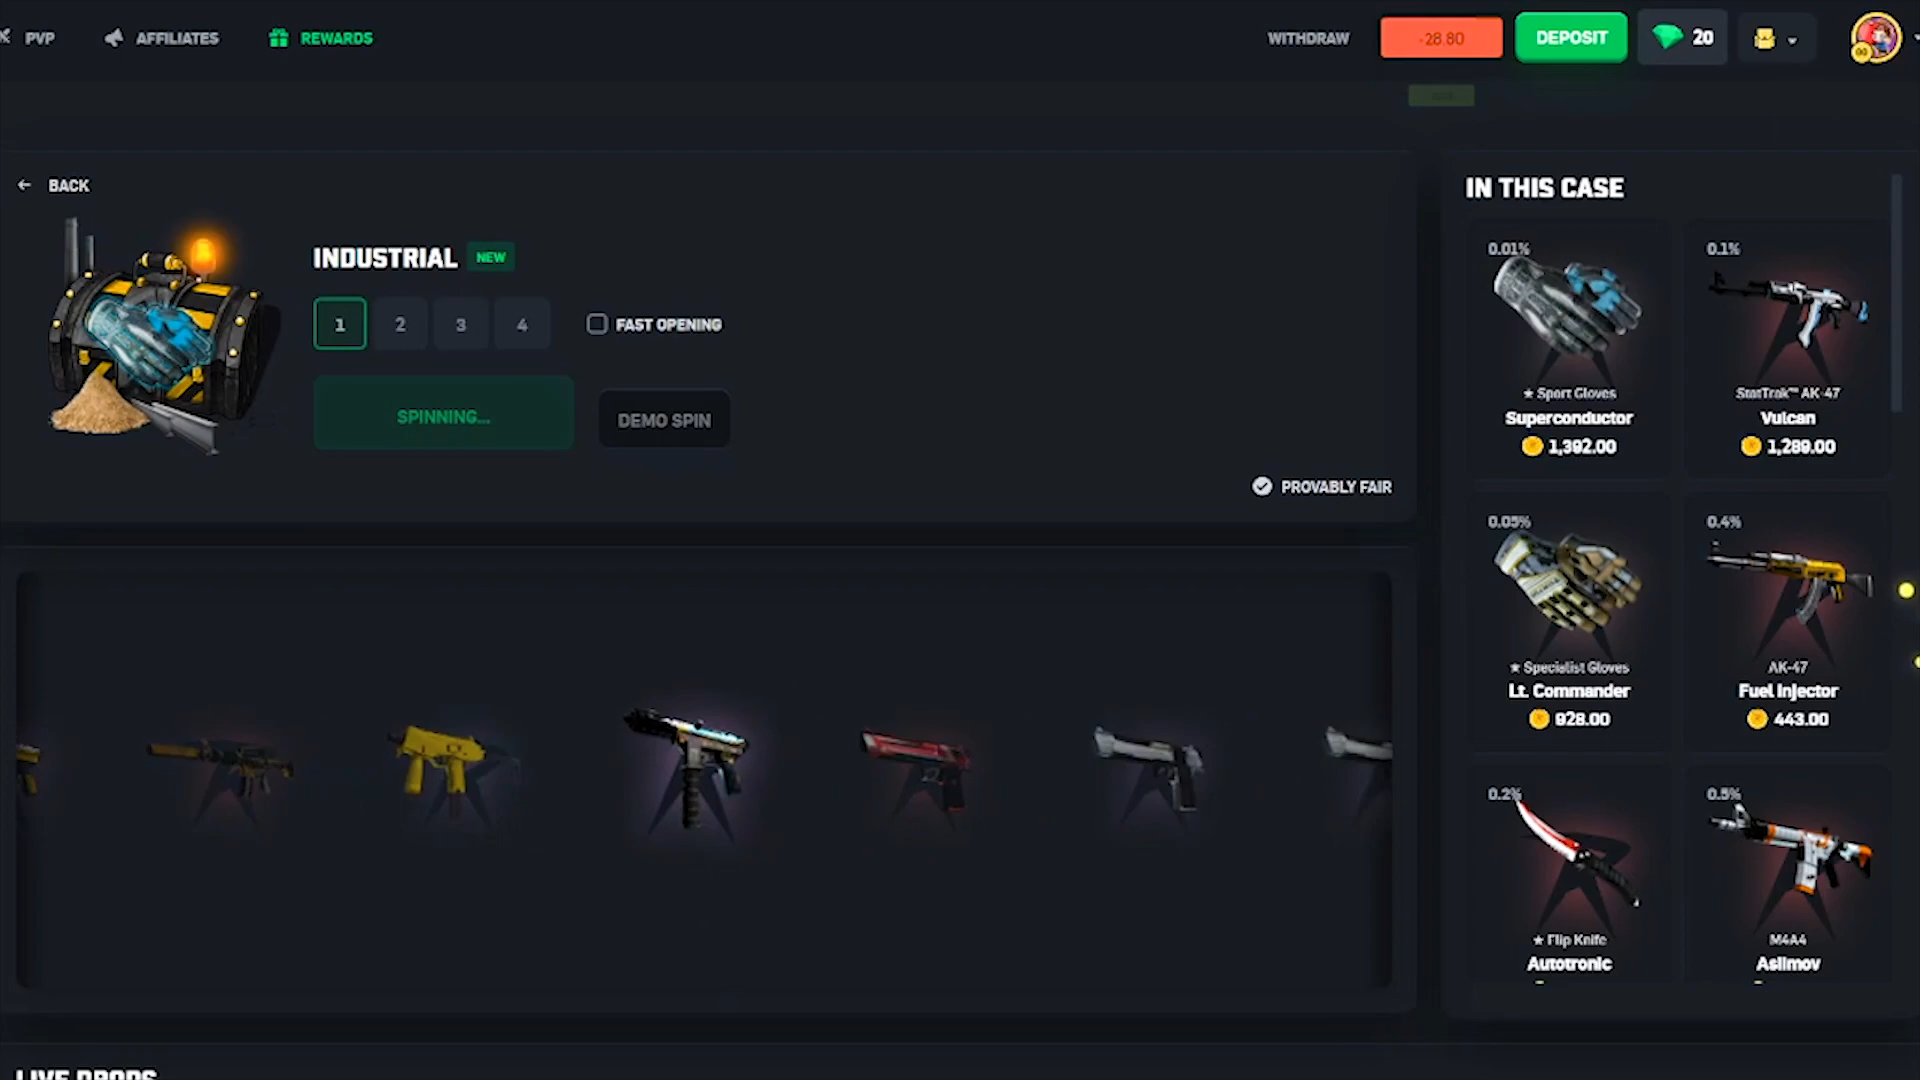 PVP
AFFILIATES
REWARDS
WITHDRAW
-28.80
DEPOSIT
20
BACK
INDUSTRIAL
NEW
1
2
3
4
FAST OPENING
SPINNING...
DEMO SPIN
PROVABLY FAIR
IN THIS CASE
0.01%
★ Sport Gloves
Superconductor
1,392.00
0.1%
StatTrak™ AK-47
Vulcan
1,289.00
0.05%
★ Specialist Gloves
Lt. Commander
928.00
0.4%
AK-47
Fuel Injector
443.00
0.2%
★ Flip Knife
Autotronic
0.5%
M4A4
Asiimov
LIVE DROPS